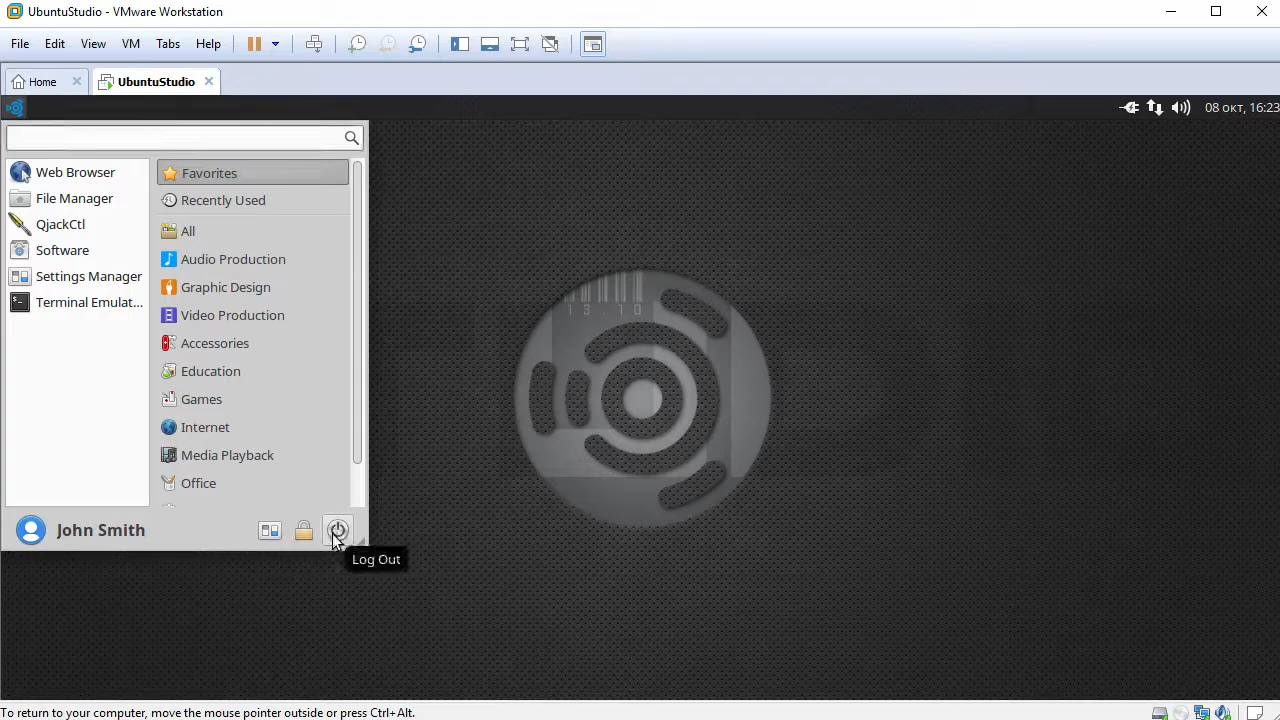 UbuntuStudio - VMware Workstation
File Edit View VM Tabs Help
Home UbuntuStudio
08 окт, 16:23
Web Browser
File Manager
QjackCtl
Software
Settings Manager
Terminal Emulat...
Favorites
Recently Used
All
Audio Production
Graphic Design
Video Production
Accessories
Education
Games
Internet
Media Playback
Office
13.10
John Smith
Log Out
To return to your computer, move the mouse pointer outside or press Ctrl+Alt.